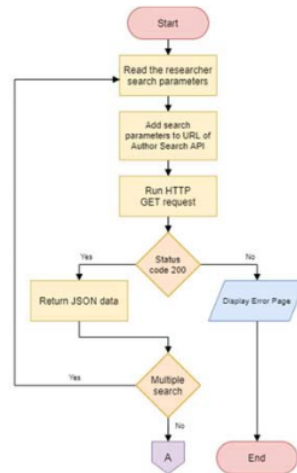 Start
Read the researcher
search parameters
Add search
parameters to URL of
Author Search API
Run HTTP
GET request
Status
code 200
Yes
No
Return JSON data
Display Error Page
Multiple
search
Yes
No
A
End